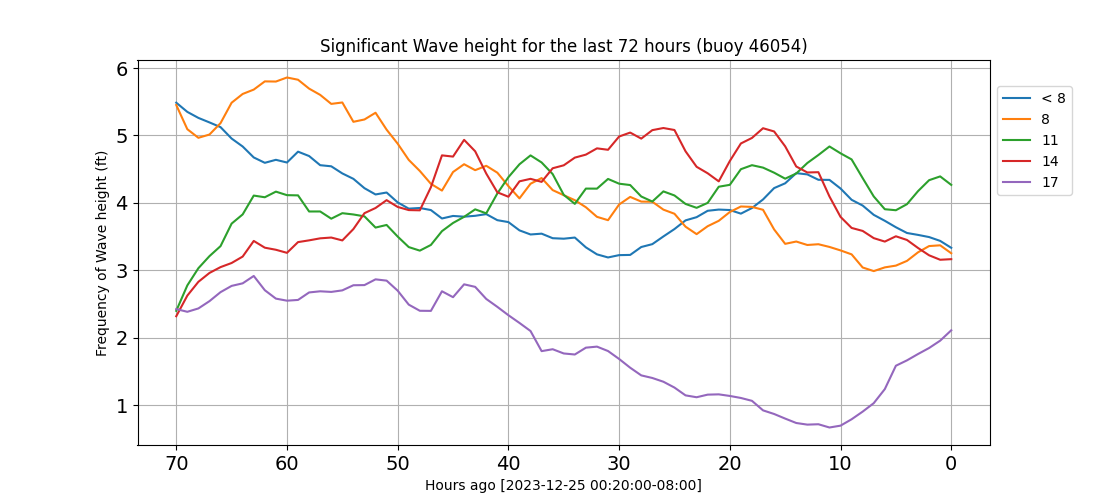 Significant Wave height for the last 72 hours (buoy 46054)
Frequency of Wave height (ft)
6
5
4
3
2
1
70 60 50 40 30 20 10 0
Hours ago [2023-12-25 00:20:00-08:00]
< 8
8
11
14
17